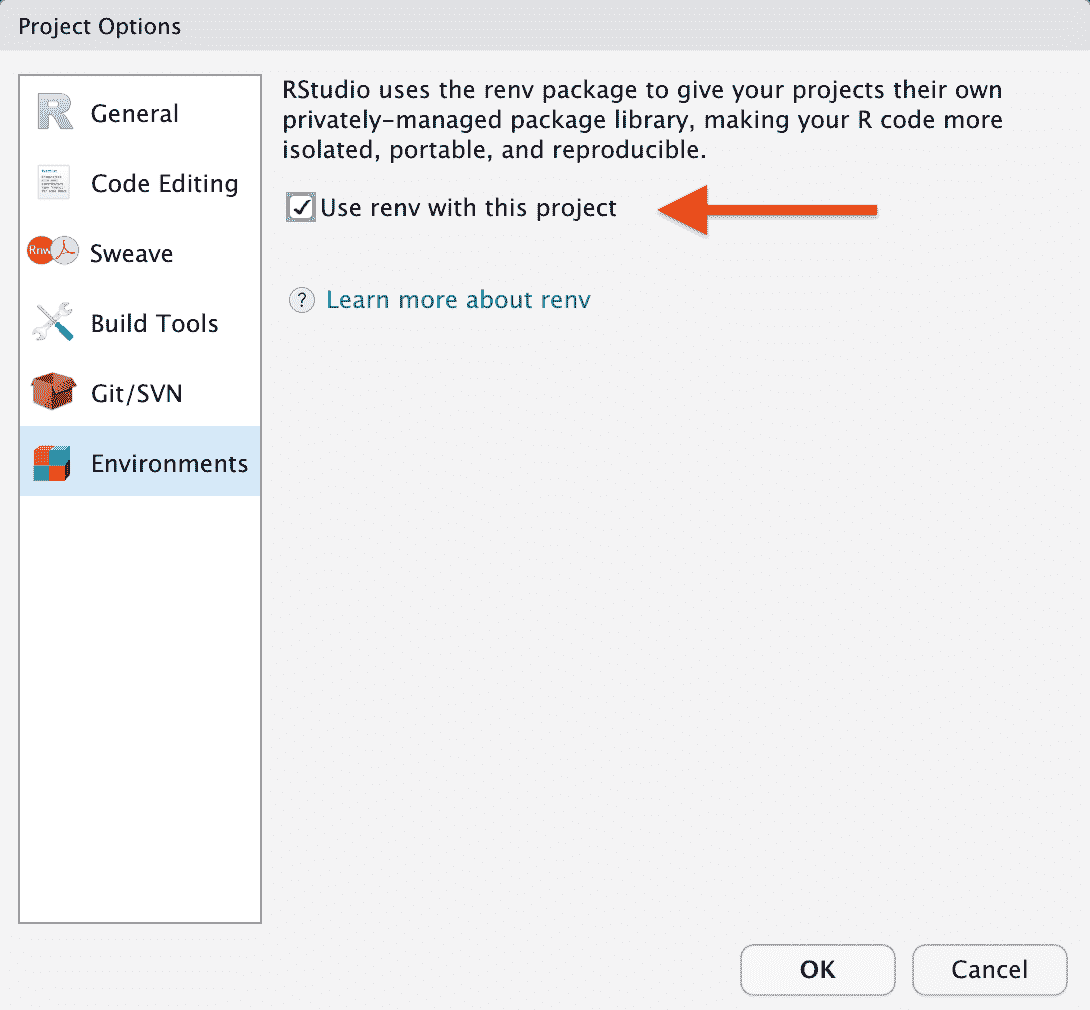 Project Options
General
Code Editing
Rnw
Sweave
Build Tools
Git/SVN
Environments
RStudio uses the renv package to give your projects their own
privately-managed package library, making your R code more
isolated, portable, and reproducible.
Use renv with this project
? Learn more about renv
OK
Cancel